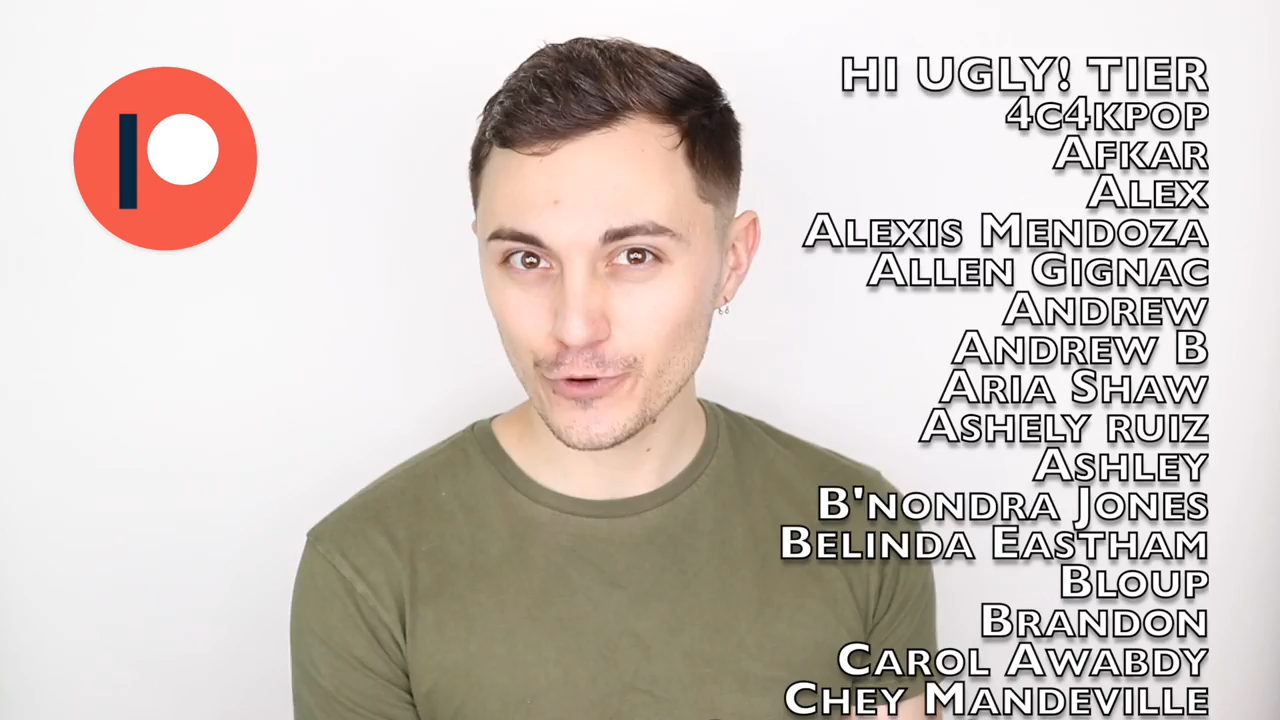 HI UGLY! TIER
4C4KPOP
AFKAR
ALEX
ALEXIS MENDOZA
ALLEN GIGNAC
ANDREW
ANDREW B
ARIA SHAW
ASHELY RUIZ
ASHLEY
B'NONDRA JONES
BELINDA EASTHAM
BLOUP
BRANDON
CAROL AWABDY
CHEY MANDEVILLE